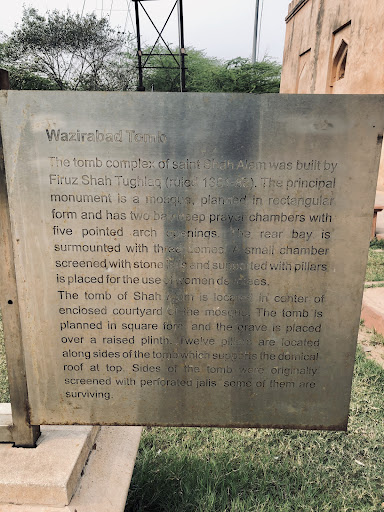 Wazirabad Tomb
The tomb complex of saint Shah Alam was built by
Firuz Shah Tughlaq (ruled). The principal
monument is a mosque, planned in rectangular
form and has two bay deep prayer chambers with
five pointed arch openings. The rear bay is
surmounted with three domes. A small chamber
screened with stone and surmounted with pillars
is placed for the use of women devotees.
The tomb of Shah Alam is located in center of
enclosed courtyard of the mosque. The tomb is
planned in square form and the grave is placed
over a raised plinth. Twelve pillars are located
along sides of the tomb which supports the domical
roof at top. Sides of the tomb were originally
screened with perforated jalis some of them are
surviving.